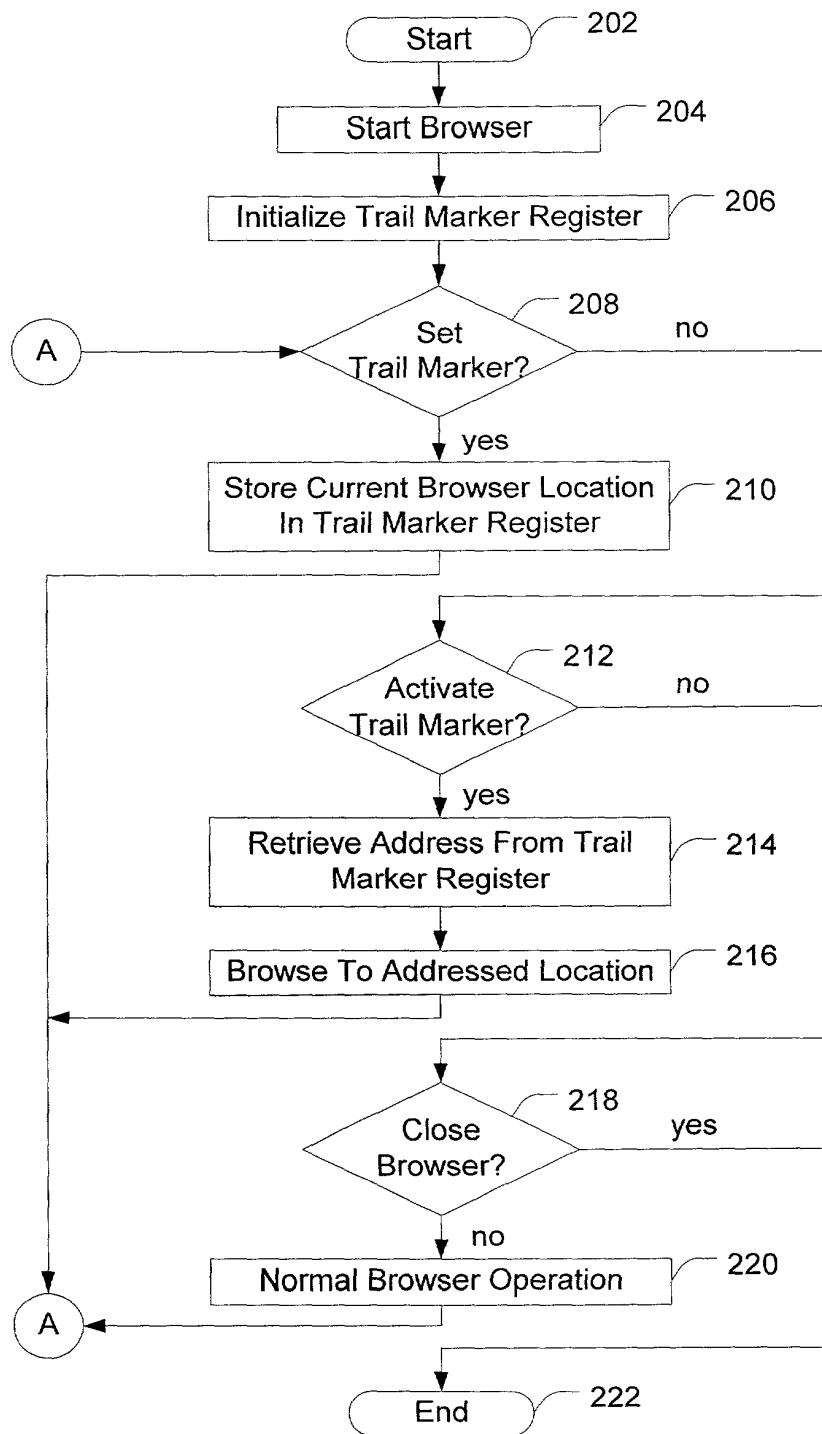 Start
202
Start Browser
204
Initialize Trail Marker Register
206
A
Set
Trail Marker?
208
no
yes
Store Current Browser Location
In Trail Marker Register
210
Activate
Trail Marker?
212
no
yes
Retrieve Address From Trail
Marker Register
214
Browse To Addressed Location
216
Close
Browser?
218
yes
no
Normal Browser Operation
220
A
End
222